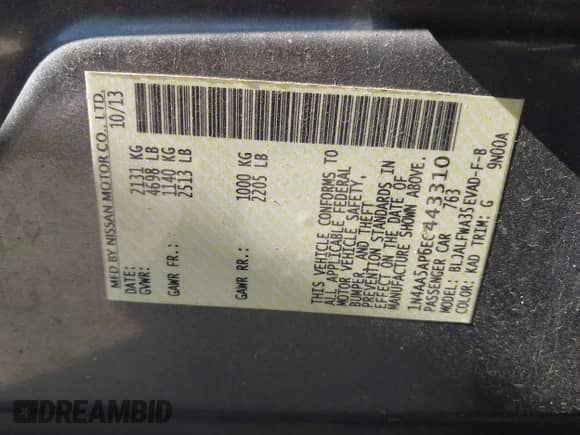 MFD BY NISSAN MOTOR CO., LTD.
DATE: 10/13
GVWR: 2131 KG
4698 LB
GAWR FR.: 1140 KG
2513 LB
GAWR RR.: 1000 KG
2205 LB
THIS VEHICLE CONFORMS TO
ALL APPLICABLE FEDERAL
MOTOR VEHICLE SAFETY,
BUMPER, AND THEFT
PREVENTION STANDARDS IN
EFFECT ON THE DATE OF
MANUFACTURE SHOWN ABOVE.
1N4AA5AP6EC443310
PASSENGER CAR 763
MODEL: BLJALFWA35EVAD-F-B
COLOR: KAD TRIM: G 9N00A
DREAMBID